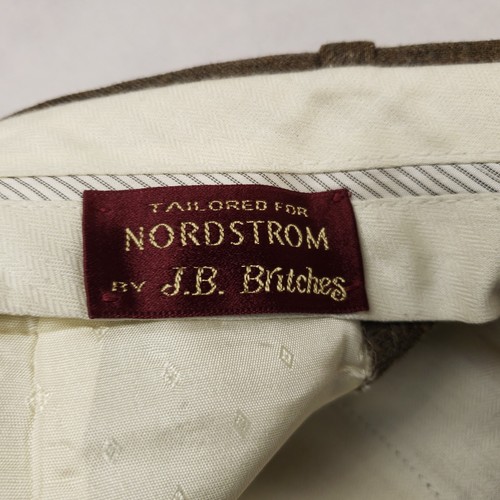 TAILORED FOR
NORDSTROM
BY J.B. Britches